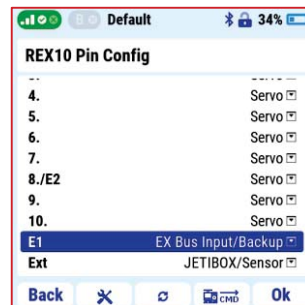 Default 34%
REX10 Pin Config
4. Servo
5. Servo
6. Servo
7. Servo
8./E2 Servo
9. Servo
10. Servo
E1 EX Bus Input/Backup
Ext JETIBOX/Sensor
Back CMD Ok